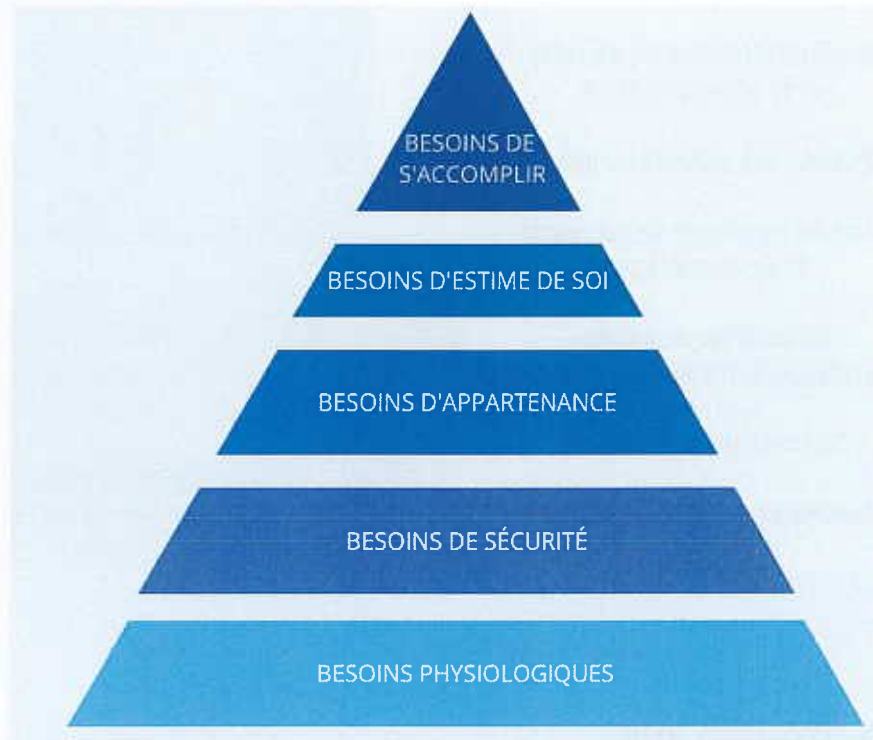 BESOINS DE
S'ACCOMPLIR
BESOINS D'ESTIME DE SOI
BESOINS D'APPARTENANCE
BESOINS DE SÉCURITÉ
BESOINS PHYSIOLOGIQUES